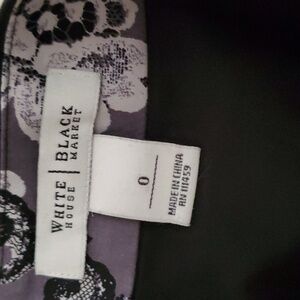 WHITE | BLACK
HOUSE | MARKET
0
MADE IN CHINA
RN 111459